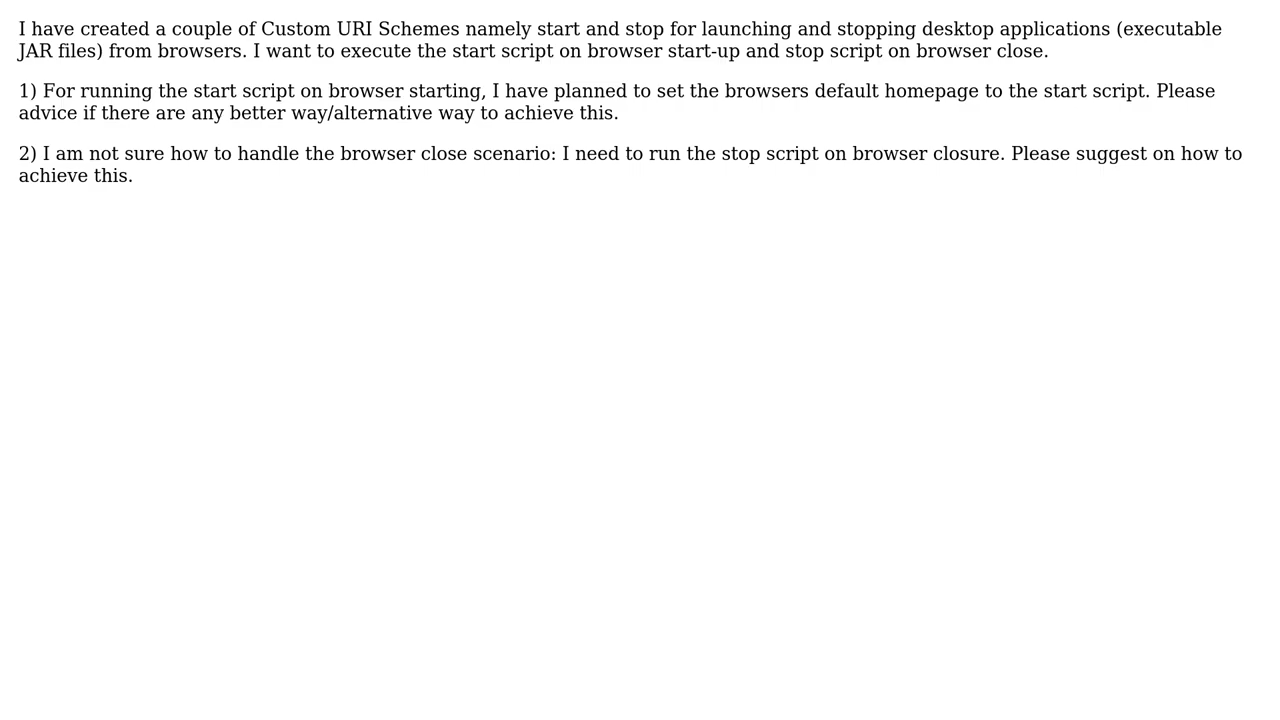 I have created a couple of Custom URI Schemes namely start and stop for launching and stopping desktop applications (executable
JAR files) from browsers. I want to execute the start script on browser start-up and stop script on browser close.
1) For running the start script on browser starting, I have planned to set the browsers default homepage to the start script. Please
advice if there are any better way/alternative way to achieve this.
2) I am not sure how to handle the browser close scenario: I need to run the stop script on browser closure. Please suggest on how to
achieve this.